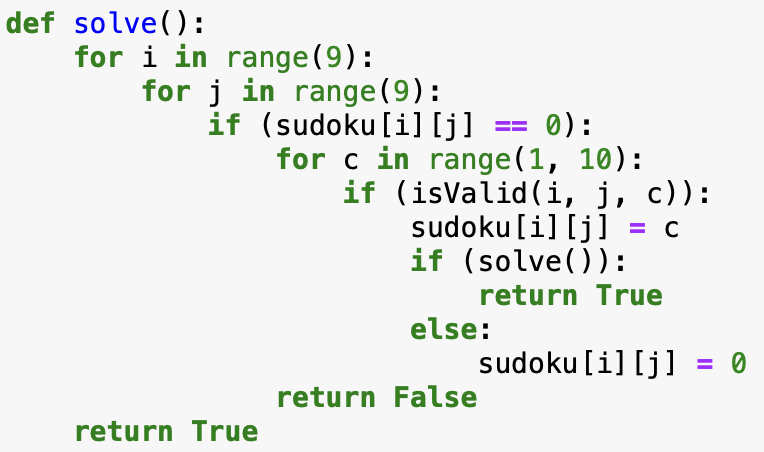 def solve():
    for i in range(9):
        for j in range(9):
            if (sudoku[i][j] == 0):
                for c in range(1, 10):
                    if (isValid(i, j, c)):
                        sudoku[i][j] = c
                        if (solve()):
                            return True
                        else:
                            sudoku[i][j] = 0
                return False
    return True